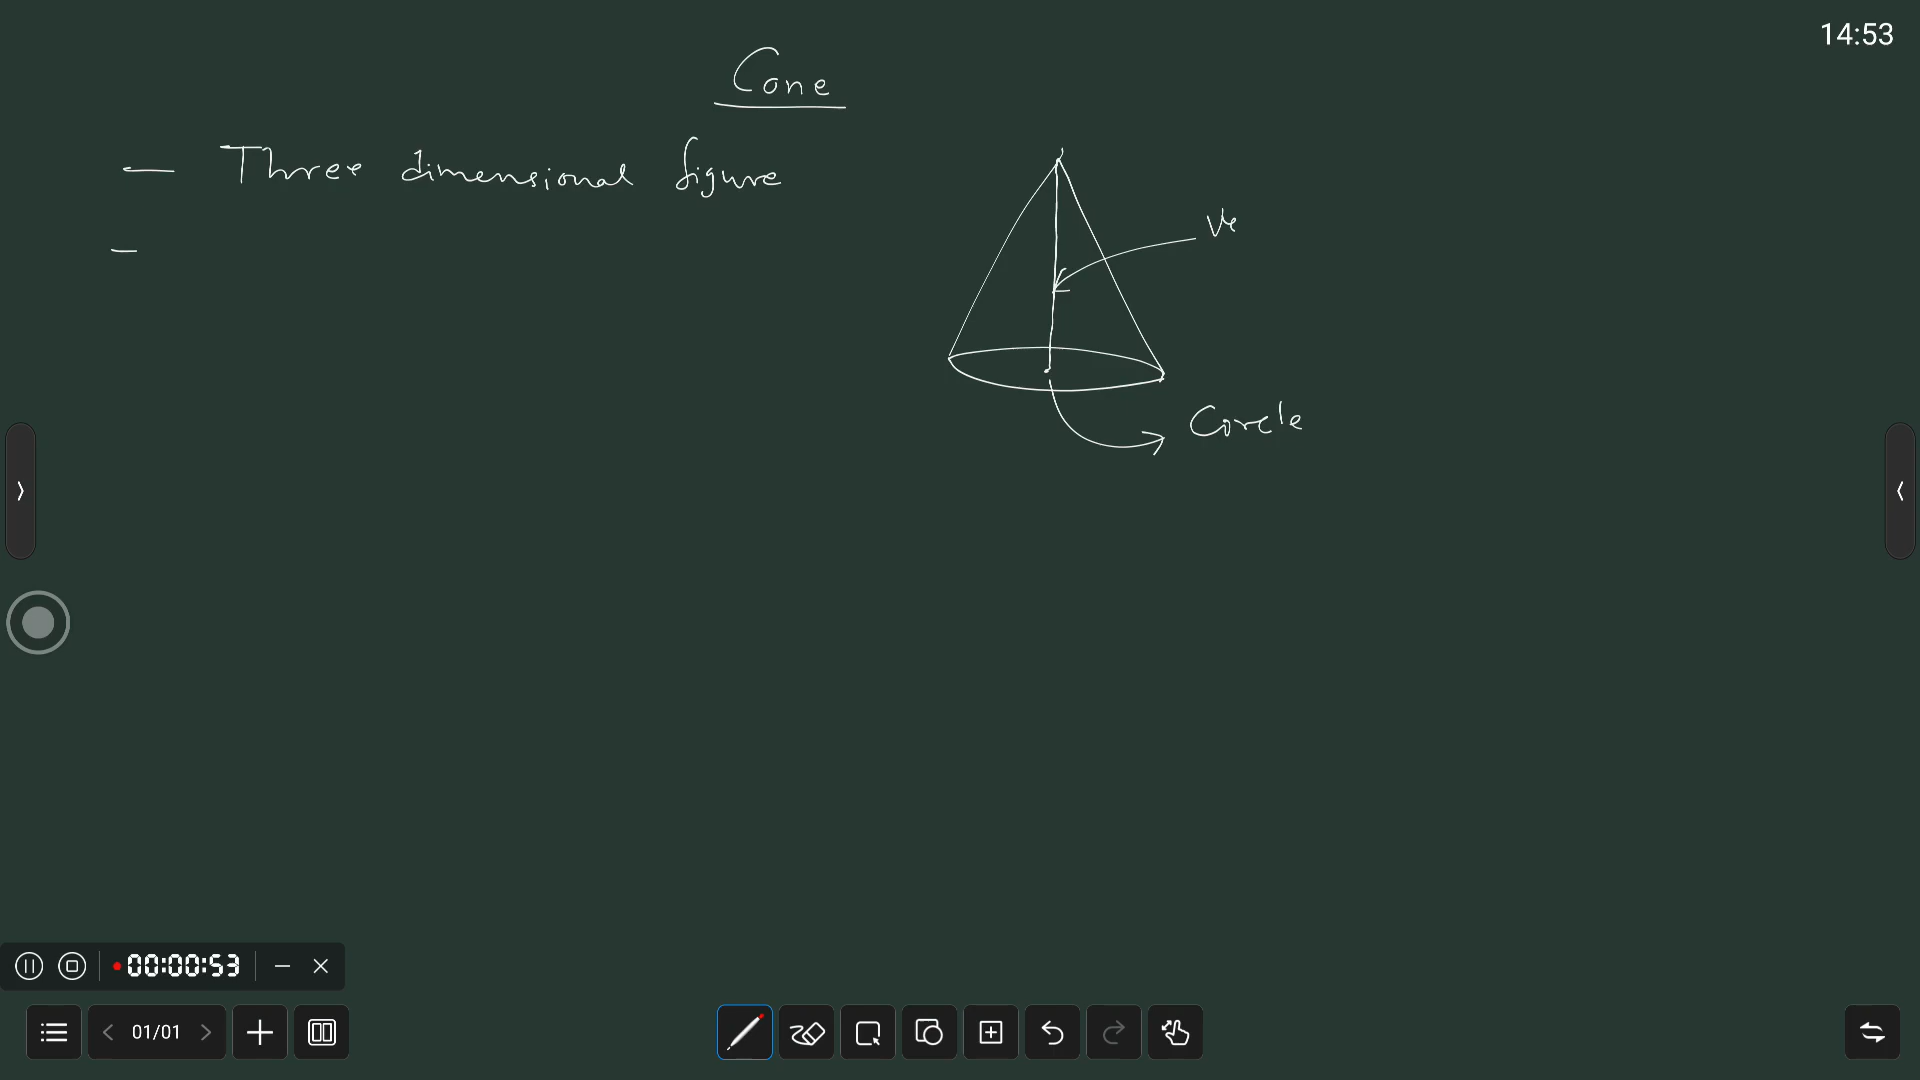 14:53
Cone
— Three dimensional figure
Ve
—
Circle
00:00:53
01/01